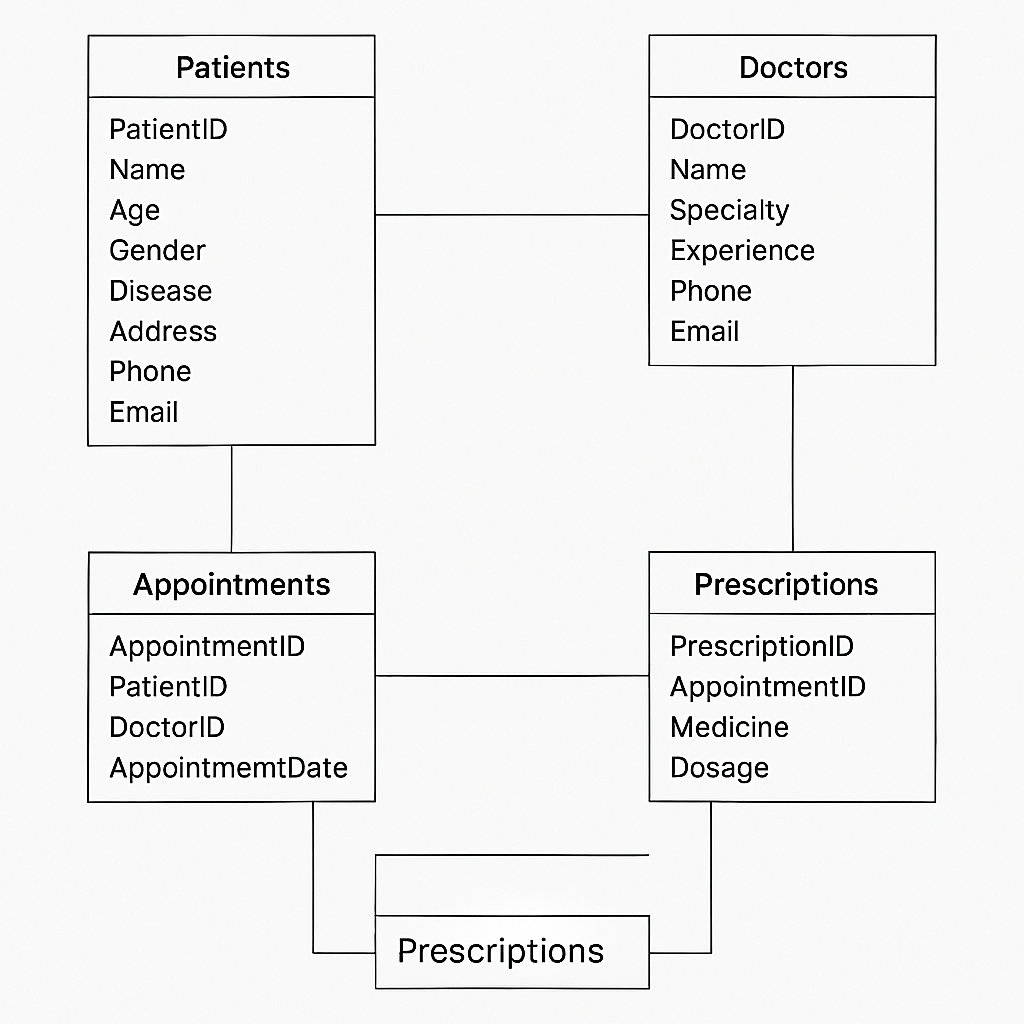 Patients
PatientID
Name
Age
Gender
Disease
Address
Phone
Email
Doctors
DoctorID
Name
Specialty
Experience
Phone
Email
Appointments
AppointmentID
PatientID
DoctorID
AppointmemtDate
Prescriptions
PrescriptionID
AppointmentID
Medicine
Dosage
Prescriptions